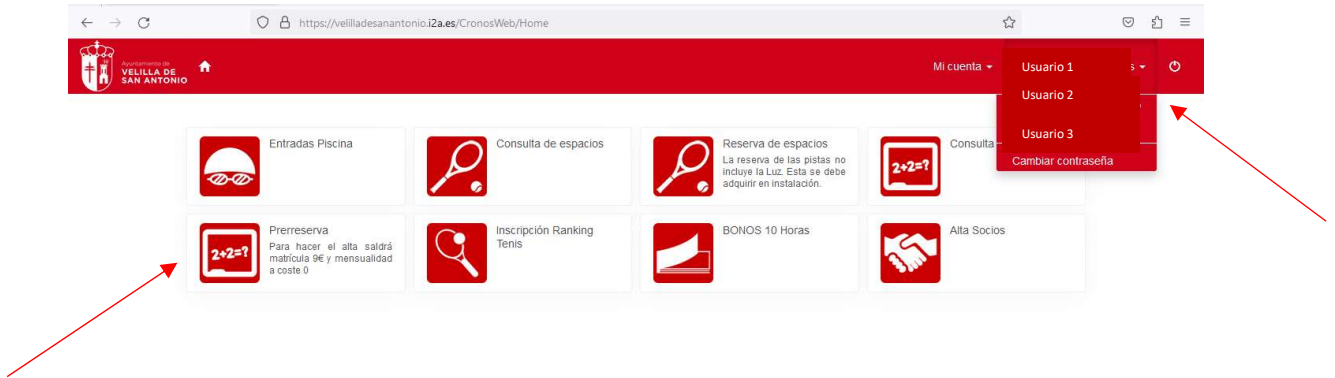 https://velilladesanantonio.i2a.es/CronosWeb/Home
Ayuntamiento de
VELILLA DE
SAN ANTONIO
Mi cuenta
Usuario 1
s
Usuario 2
Usuario 3
Cambiar contraseña
Entradas Piscina
Consulta de espacios
Reserva de espacios
La reserva de las pistas no
incluye la Luz. Esta se debe
adquirir en instalación.
2+2=?
Consulta
2+2=?
Prerreserva
Para hacer el alta saldrá
matrícula 9€ y mensualidad
a coste 0
Inscripción Ranking
Tenis
BONOS 10 Horas
Alta Socios